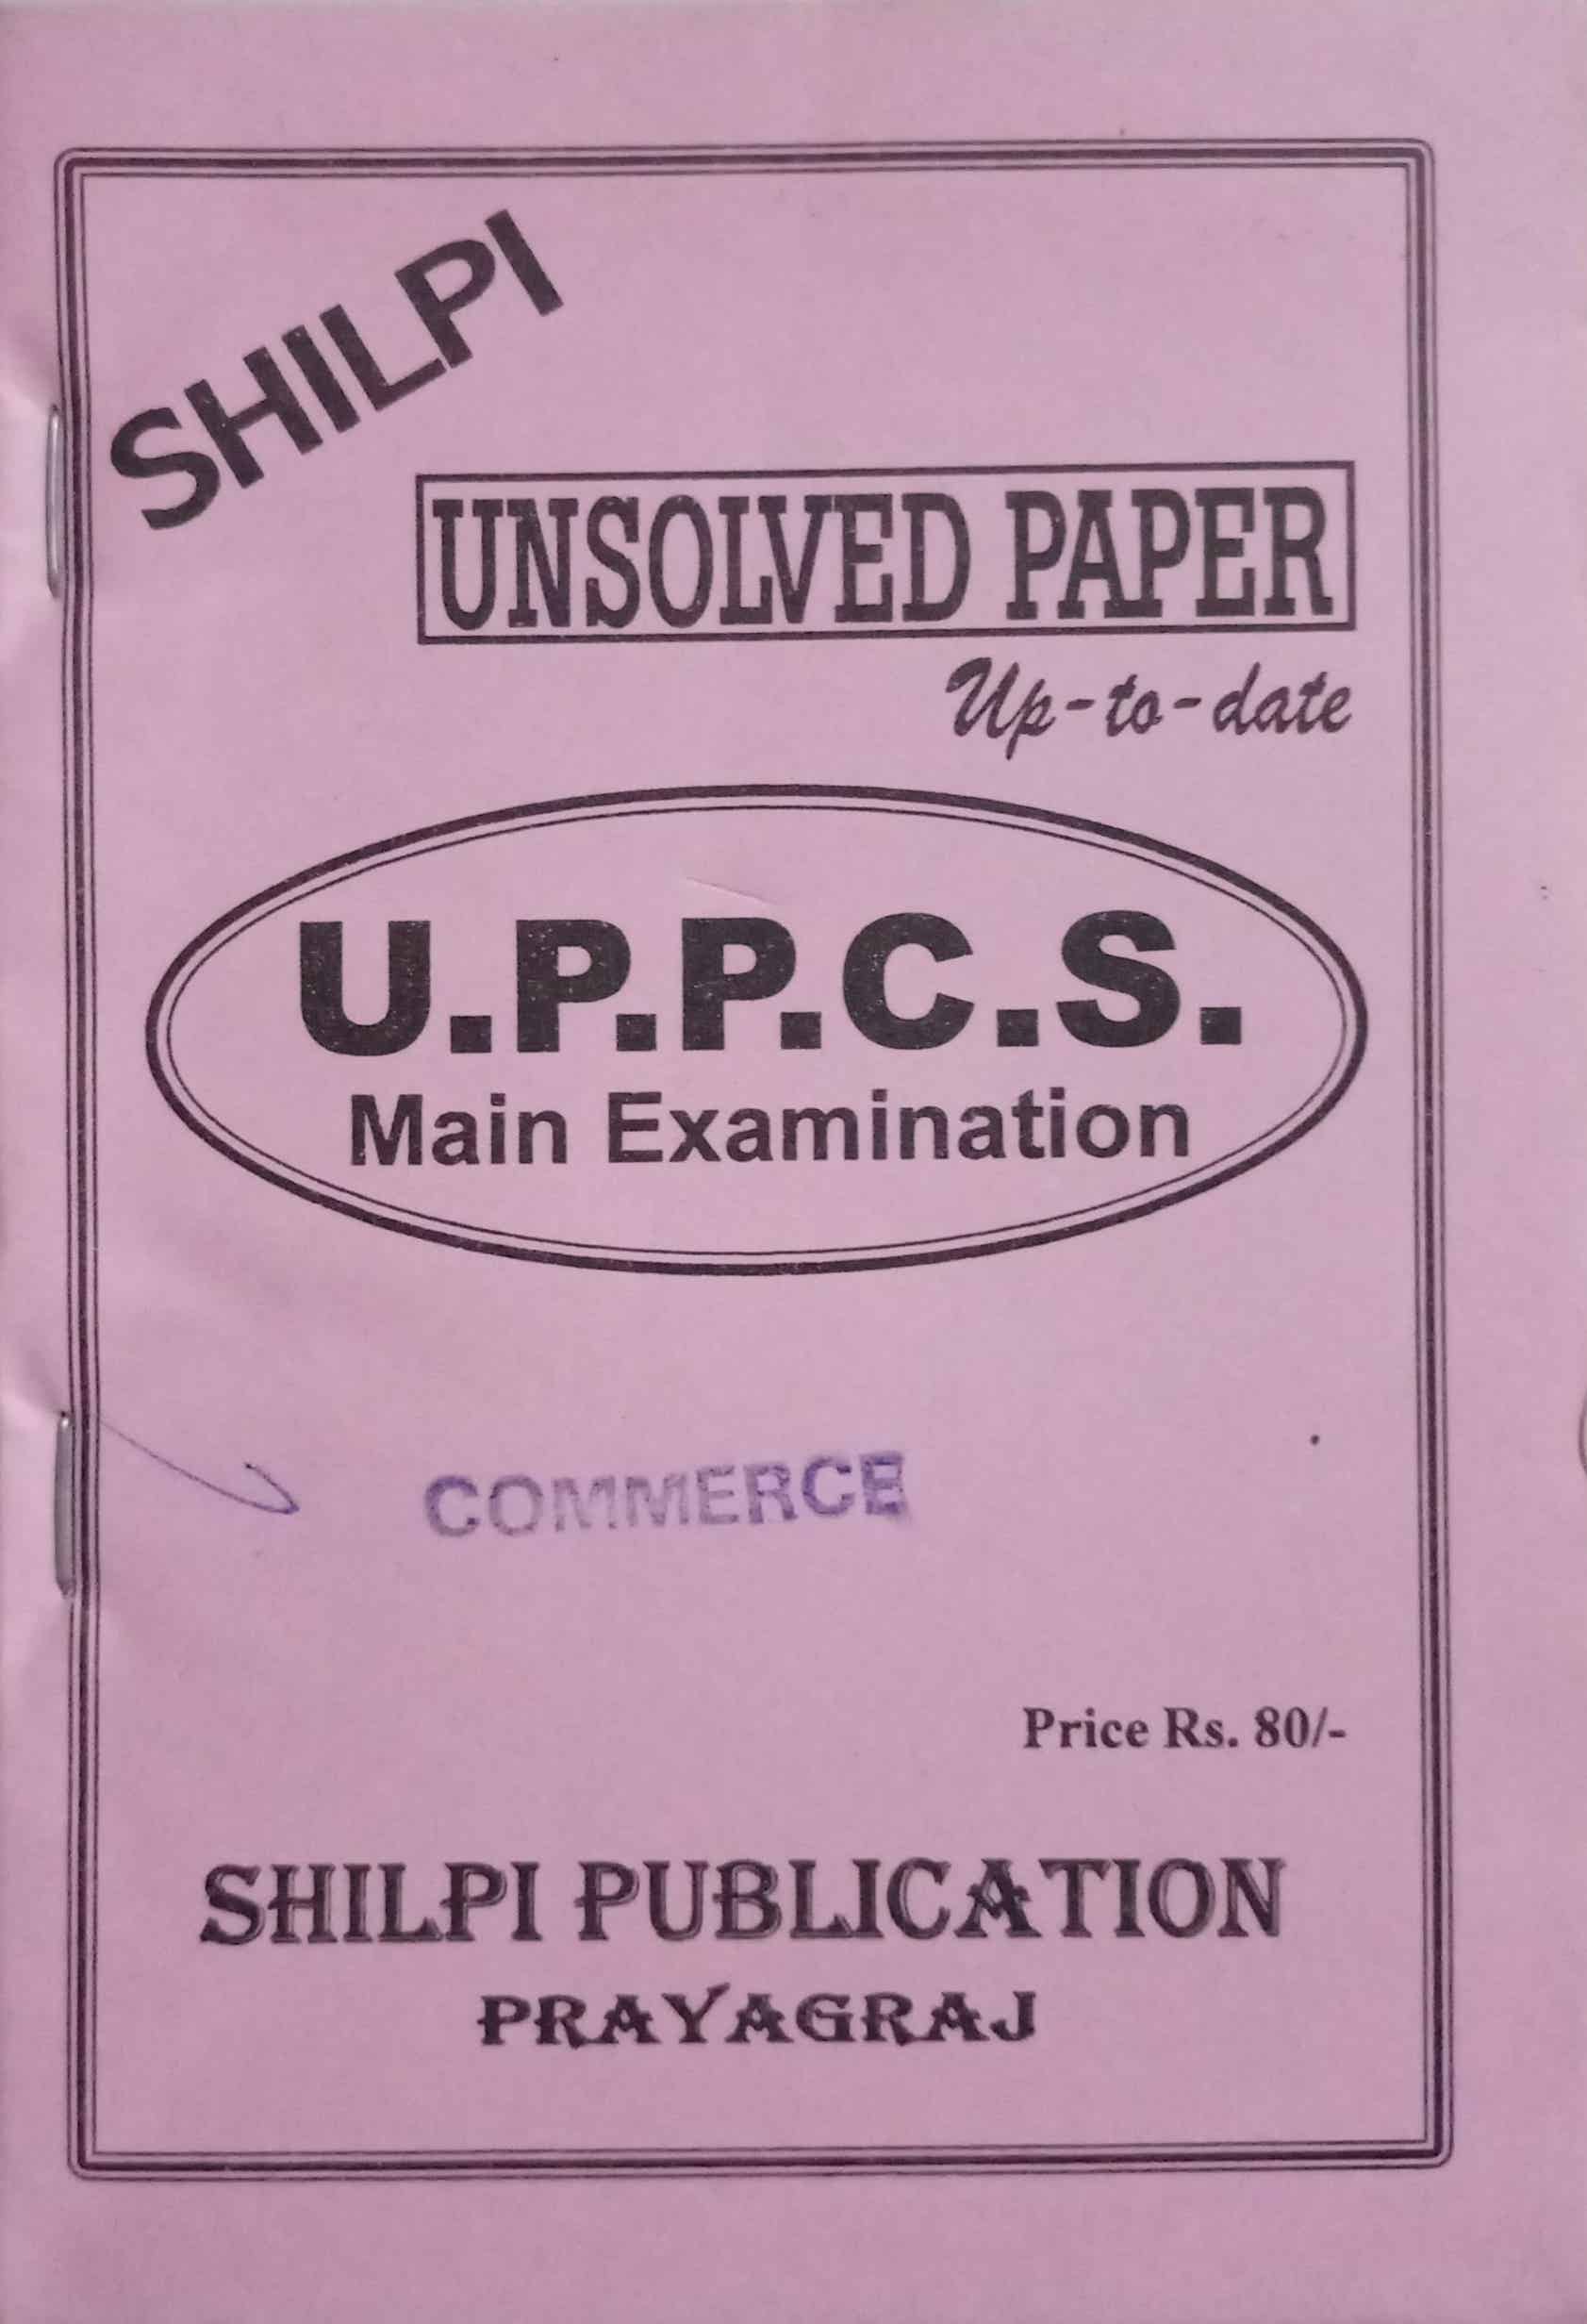 SHILPI
UNSOLVED PAPER
Up-to-date
U.P.P.C.S.
Main Examination
COMMERCE
Price Rs. 80/-
SHILPI PUBLICATION
PRAYAGRAJ